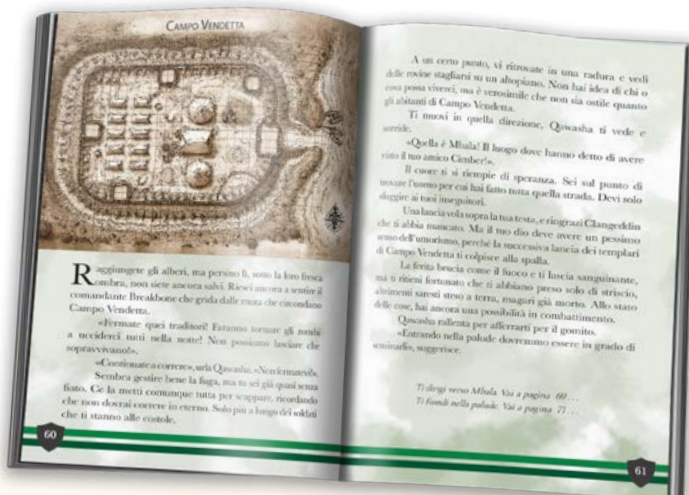 CAMPO VENDETTA
Raggiungete gli alberi, ma persino lì, sotto la loro fresca
ombra, non siete ancora salvi. Riesci ancora a sentire il
comandante Breakbone che grida dalle mura che circondano
Campo Vendetta.
«Fermate quei traditori! Faranno tornare gli zombi
a ucciderci tutti nella notte! Non possiamo lasciare che
sopravvivano!».
«Continuate a correre», urla Qawasha. «Non fermatevi!».
Sembra gestire bene la fuga, ma tu sei già quasi senza
fiato. Ce la metti comunque tutta per scappare, ricordando
che non dovrai correre in eterno. Solo più a lungo dei soldati
che ti stanno alle costole.
60
A un certo punto, vi ritrovate in una radura e vedi
delle rovine stagliarsi su un altopiano. Non hai idea di chi o
cosa possa viverci, ma è verosimile che non sia ostile quanto
gli abitanti di Campo Vendetta.
Ti muovi in quella direzione, Qawasha ti vede e
sorride.
«Quella è Mbala! Il luogo dove hanno detto di avere
visto il tuo amico Cimber!».
Il cuore ti si riempie di speranza. Sei sul punto di
trovare l'uomo per cui hai fatto tutta quella strada. Devi solo
sfuggire ai tuoi inseguitori.
Una lancia vola sopra la tua testa, e ringrazi Clangeddin
che ti abbia mancato. Ma il tuo dio deve avere un pessimo
senso dell'umorismo, perché la successiva lancia dei templari
di Campo Vendetta ti colpisce alla spalla.
La ferita brucia come il fuoco e ti lascia sanguinante,
ma ti ritieni fortunato che ti abbiano preso solo di striscio,
altrimenti saresti steso a terra, magari già morto. Allo stato
delle cose, hai ancora una possibilità in combattimento.
Qawasha rallenta per afferrarti per il gomito.
«Entrando nella palude dovremmo essere in grado di
seminarli», suggerisce.
Ti dirigi verso Mbala. Vai a pagina 69 . . .
Ti fiondi nella palude. Vai a pagina 71 . . .
61